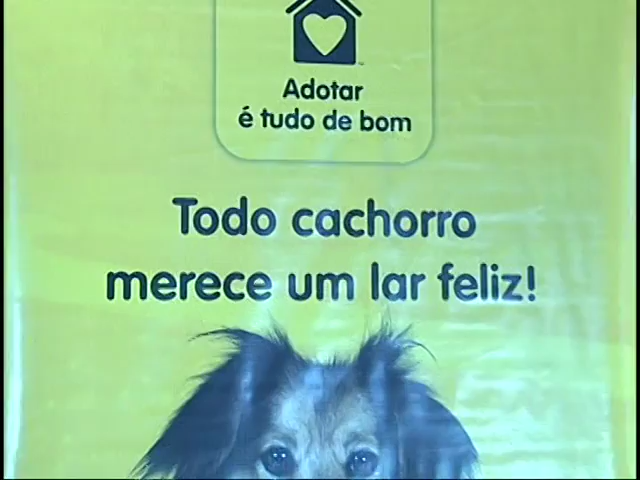 Adotar
é tudo de bom
Todo cachorro
merece um lar feliz!